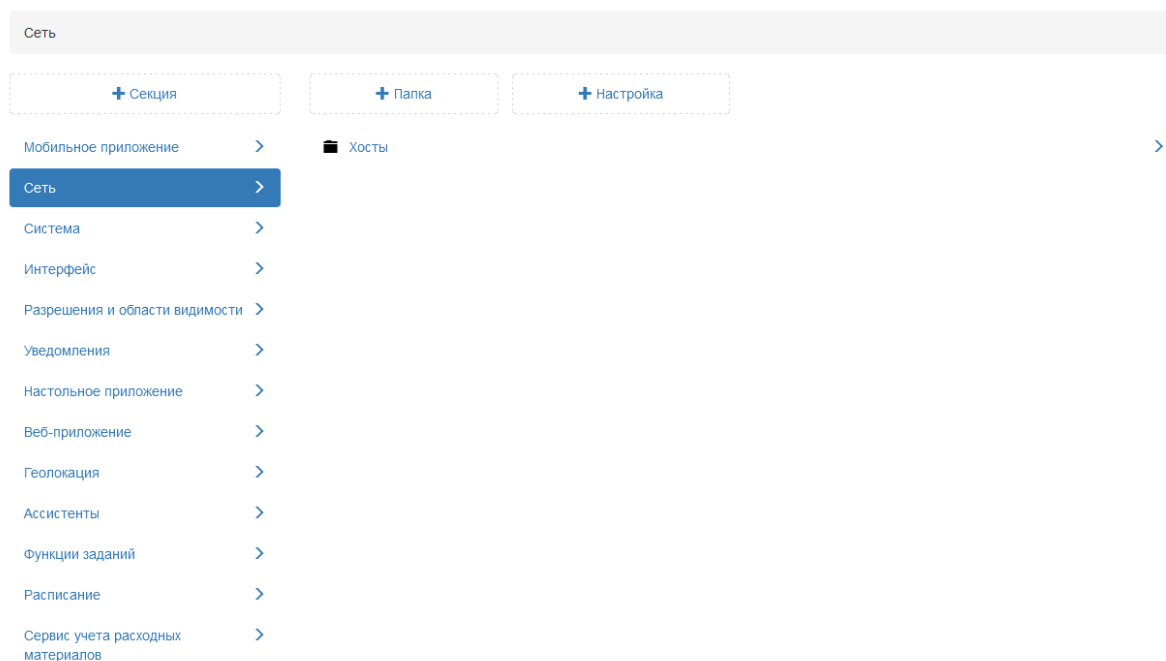 Сеть
Секция
Папка
Настройка
Мобильное приложение
Хосты
Сеть
Система
Интерфейс
Разрешения и области видимости
Уведомления
Настольное приложение
Веб-приложение
Геолокация
Ассистенты
Функции заданий
Расписание
Сервис учета расходных
материалов